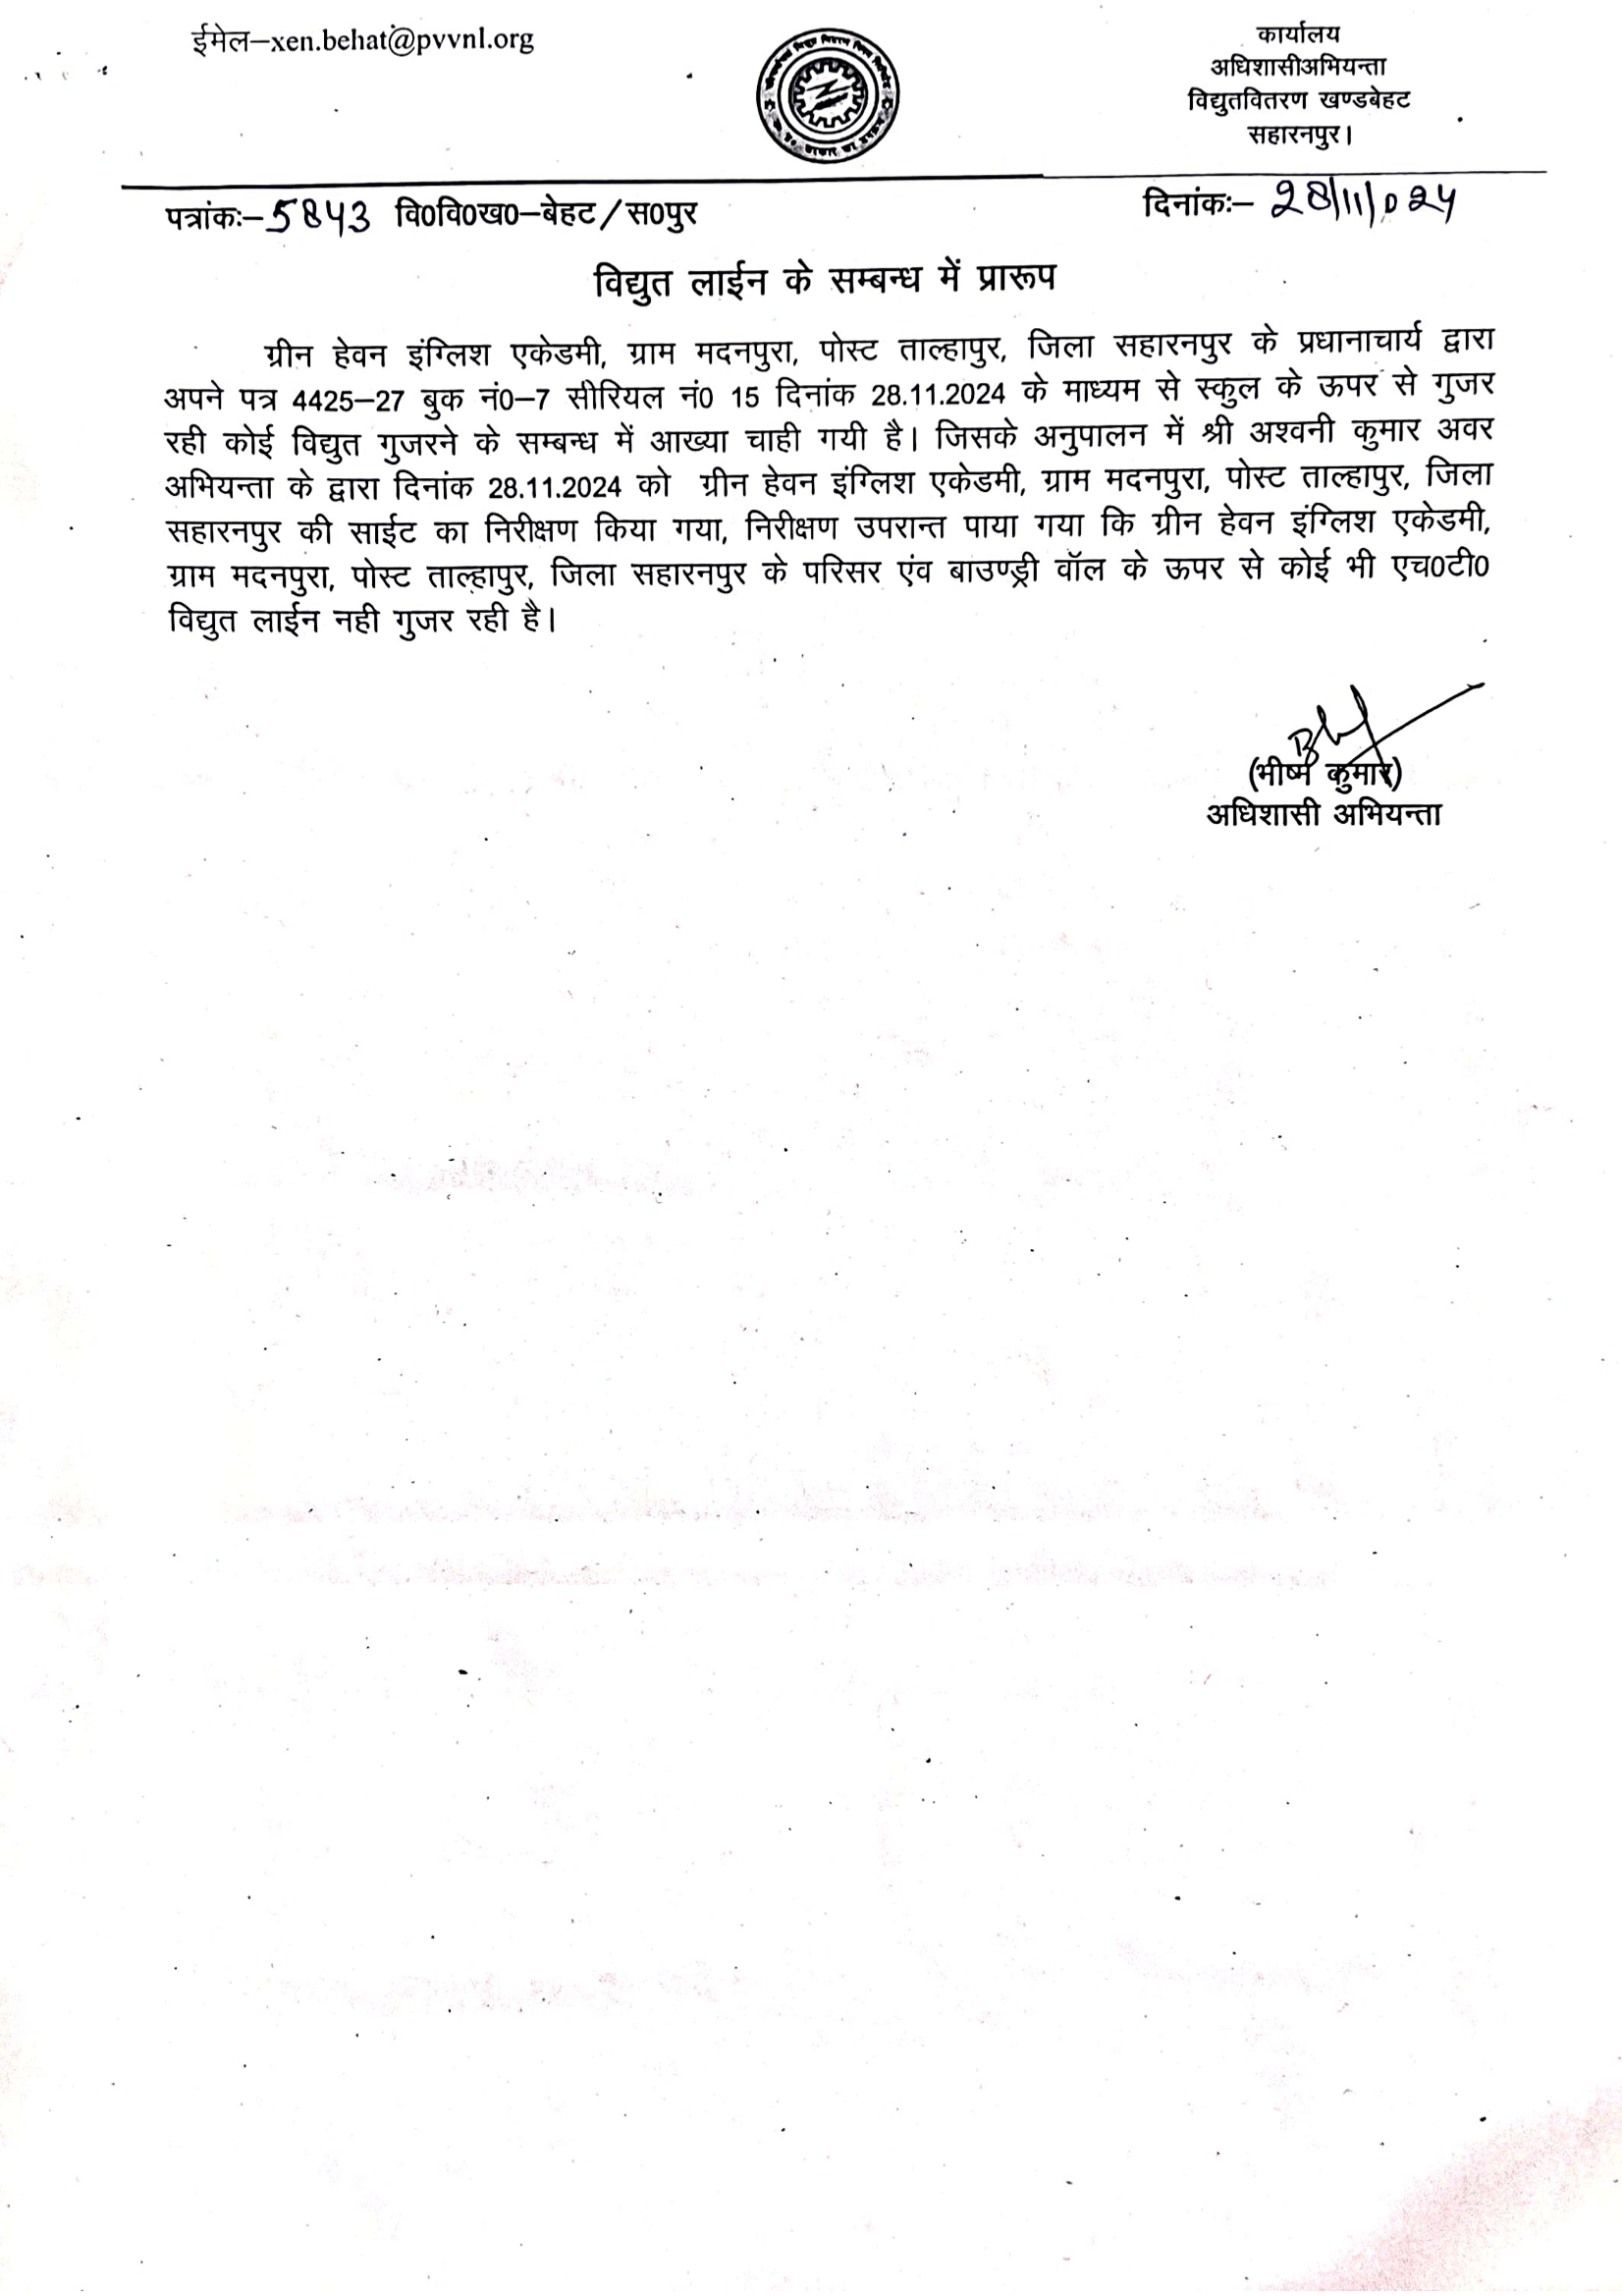 ईमेल–xen.behat@pvvnl.org
कार्यालय
अधिशासीअभियन्ता
विद्युतवितरण खण्डबेहट
सहारनपुर।
पत्रांकः–5843 वि0वि0ख0–बेहट/स0पुर
दिनांकः– 28/11/024
विद्युत लाईन के सम्बन्ध में प्रारूप
ग्रीन हेवन इंग्लिश एकेडमी, ग्राम मदनपुरा, पोस्ट ताल्हापुर, जिला सहारनपुर के प्रधानाचार्य द्वारा
अपने पत्र 4425–27 बुक नं0–7 सीरियल नं0 15 दिनांक 28.11.2024 के माध्यम से स्कुल के ऊपर से गुजर
रही कोई विद्युत गुजरने के सम्बन्ध में आख्या चाही गयी है। जिसके अनुपालन में श्री अश्वनी कुमार अवर
अभियन्ता के द्वारा दिनांक 28.11.2024 को ग्रीन हेवन इंग्लिश एकेडमी, ग्राम मदनपुरा, पोस्ट ताल्हापुर, जिला
सहारनपुर की साईट का निरीक्षण किया गया, निरीक्षण उपरान्त पाया गया कि ग्रीन हेवन इंग्लिश एकेडमी,
ग्राम मदनपुरा, पोस्ट ताल्हापुर, जिला सहारनपुर के परिसर एंव बाउण्ड्री वॉल के ऊपर से कोई भी एच0टी0
विद्युत लाईन नही गुजर रही है।
(भीष्म कुमार)
अधिशासी अभियन्ता